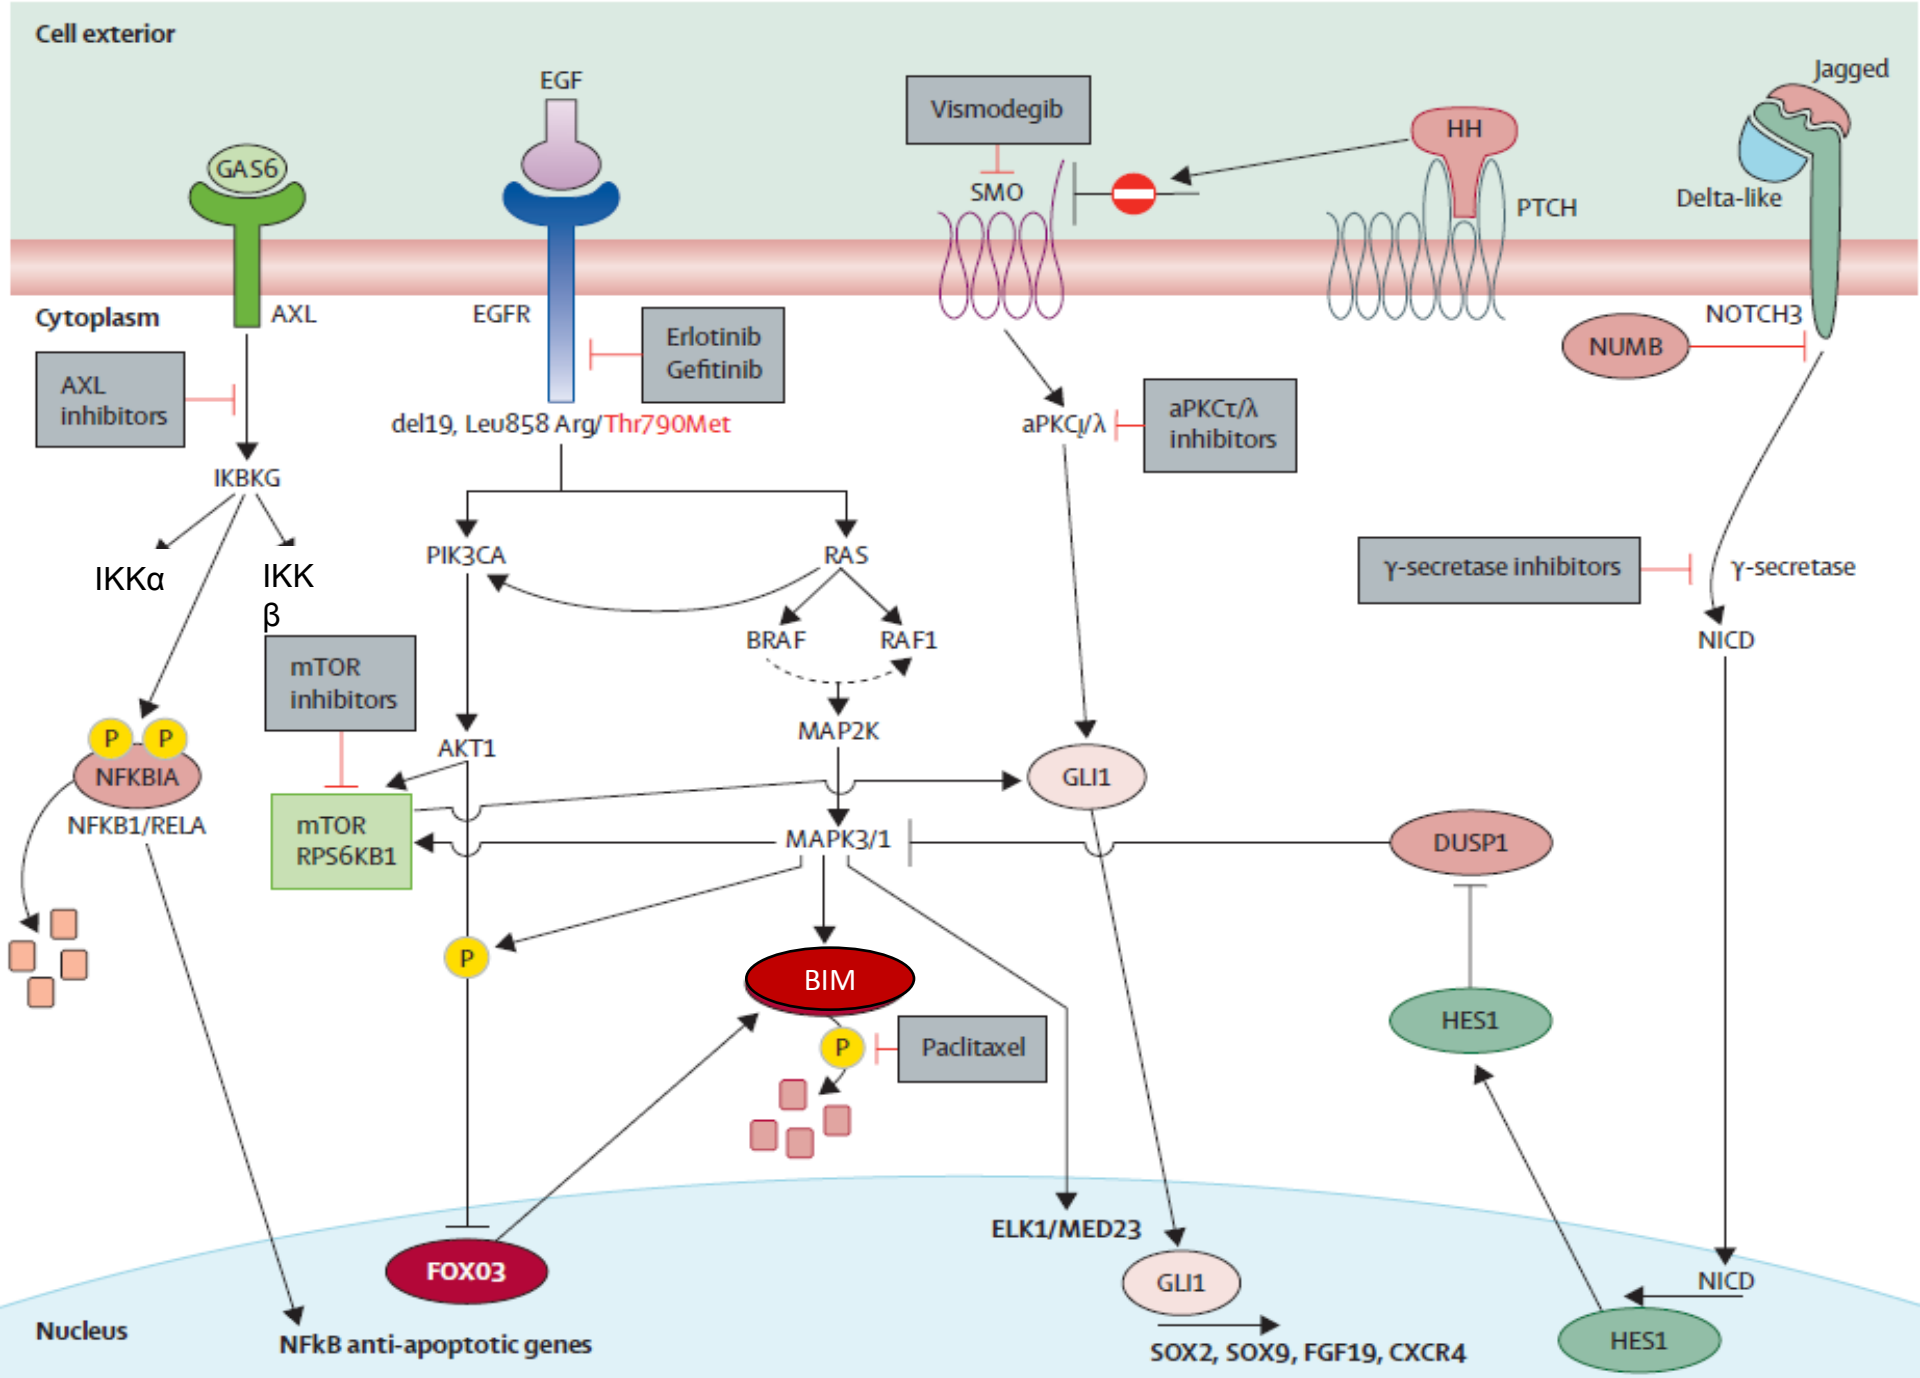 Cell exterior
EGF
Jagged
Vismodegib
HH
GAS6
SMO
PTCH
Delta-like
Cytoplasm
AXL
EGFR
NOTCH3
Erlotinib
Gefitinib
NUMB
AXL
inhibitors
del19, Leu858 Arg/Thr790Met
aPKCι/λ
aPKCτ/λ
inhibitors
IKBKG
PIK3CA
RAS
IKKα
IKK
β
γ-secretase inhibitors
γ-secretase
BRAF
RAF1
NICD
mTOR
inhibitors
P
P
AKT1
MAP2K
NFKBIA
GLI1
NFKB1/RELA
mTOR
RPS6KB1
MAPK3/1
DUSP1
P
BIM
HES1
P
Paclitaxel
ELK1/MED23
FOX03
GLI1
NICD
Nucleus
NFkB anti-apoptotic genes
SOX2, SOX9, FGF19, CXCR4
HES1